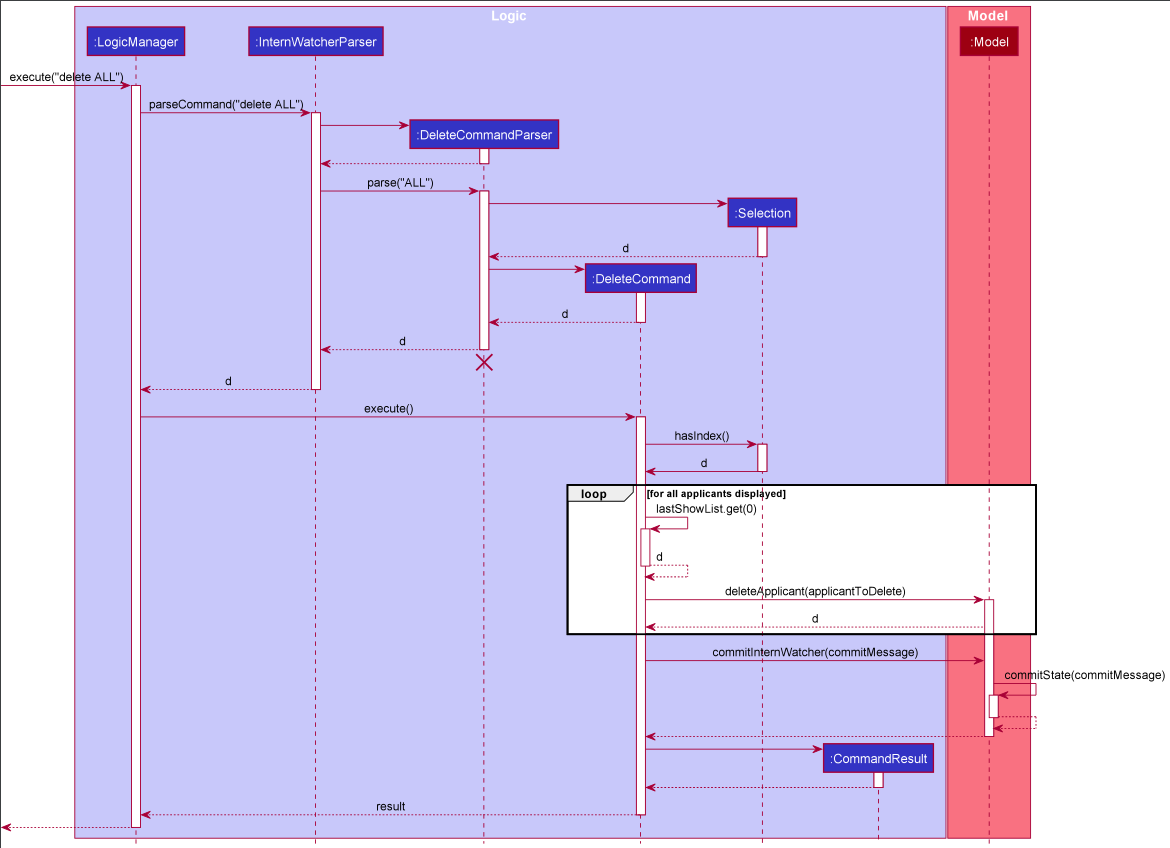 Logic
Model
:LogicManager
:InternWatcherParser
:Model
execute("delete ALL")
parseCommand("delete ALL")
:DeleteCommandParser
parse("ALL")
:Selection
d
:DeleteCommand
d
d
d
execute()
hasIndex()
d
loop
[for all applicants displayed]
lastShowList.get(0)
d
deleteApplicant(applicantToDelete)
d
commitInternWatcher(commitMessage)
commitState(commitMessage)
:CommandResult
result